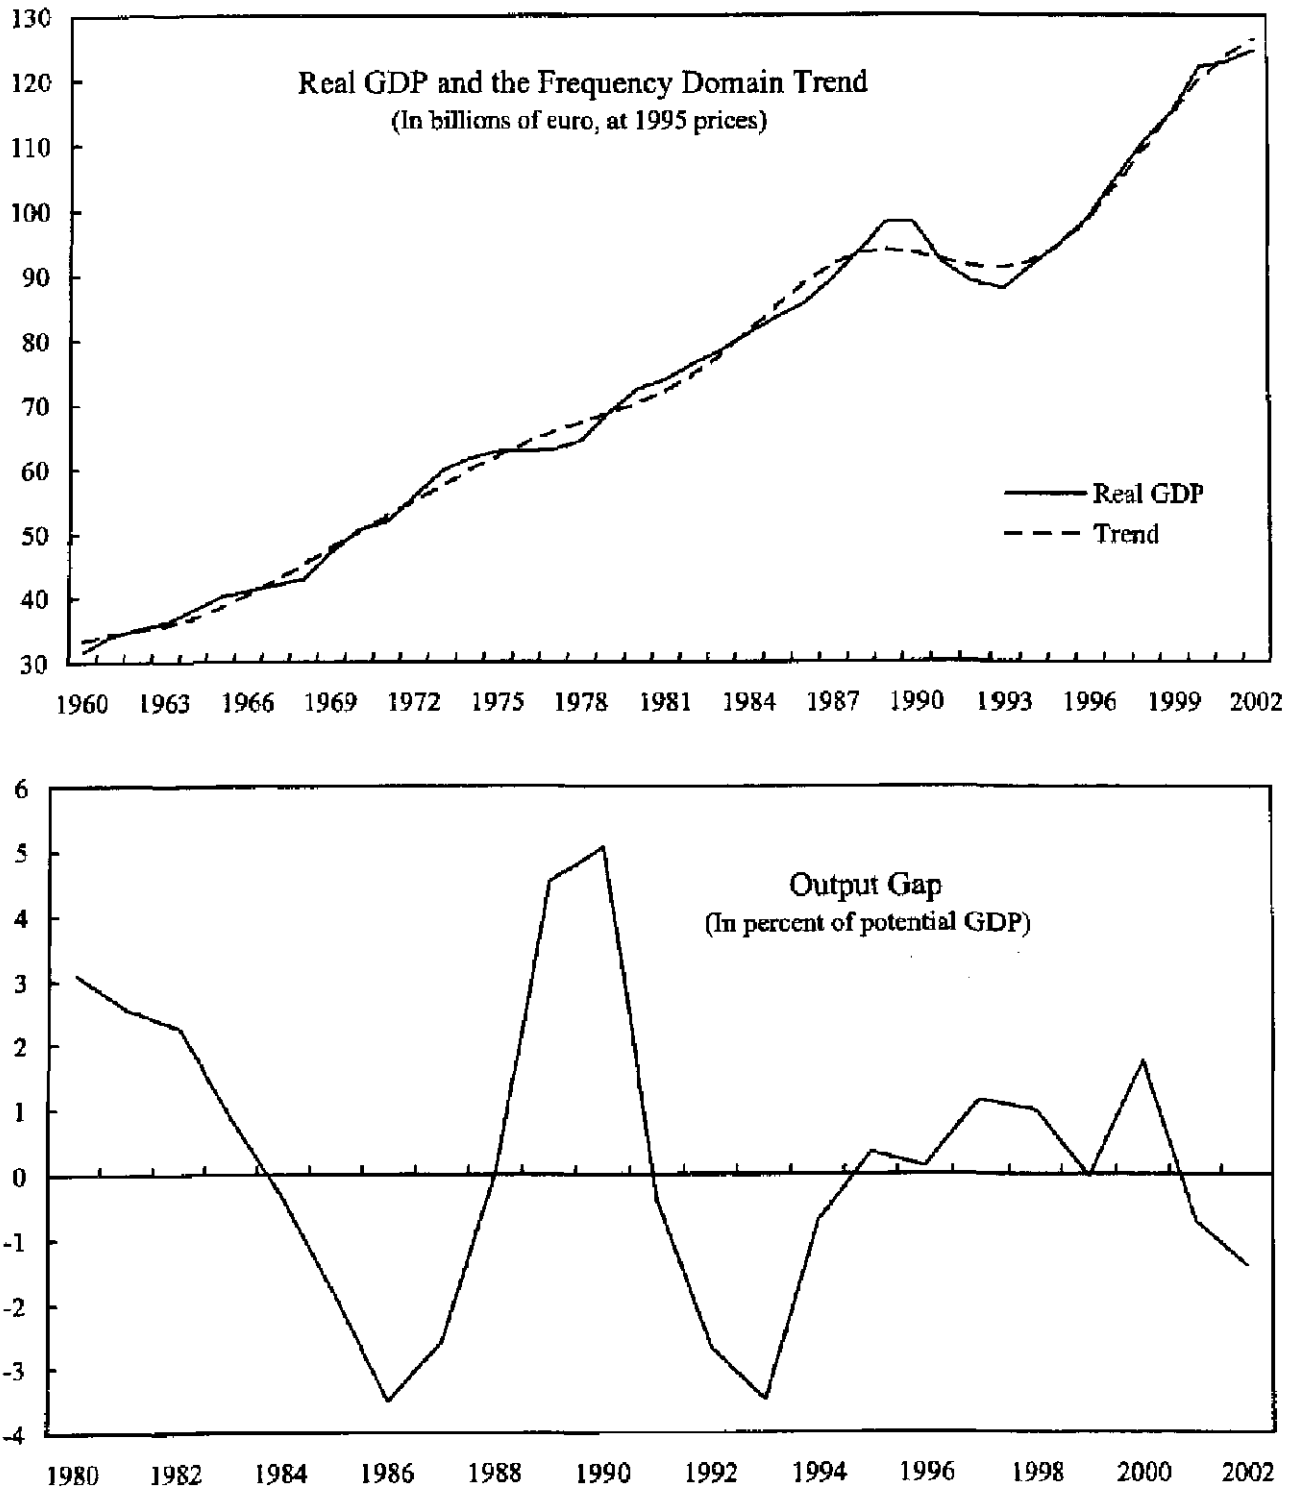 130
Real GDP and the Frequency Domain Trend
(In billions of euro, at 1995 prices)
120
110
100
90
80
70
60
50
40
30
Real GDP
Trend
1960 1963 1966 1969 1972 1975 1978 1981 1984 1987 1990 1993 1996 1999 2002
6
5
4
3
2
1
0
-1
-2
-3
-4
Output Gap
(In percent of potential GDP)
1980 1982 1984 1986 1988 1990 1992 1994 1996 1998 2000 2002